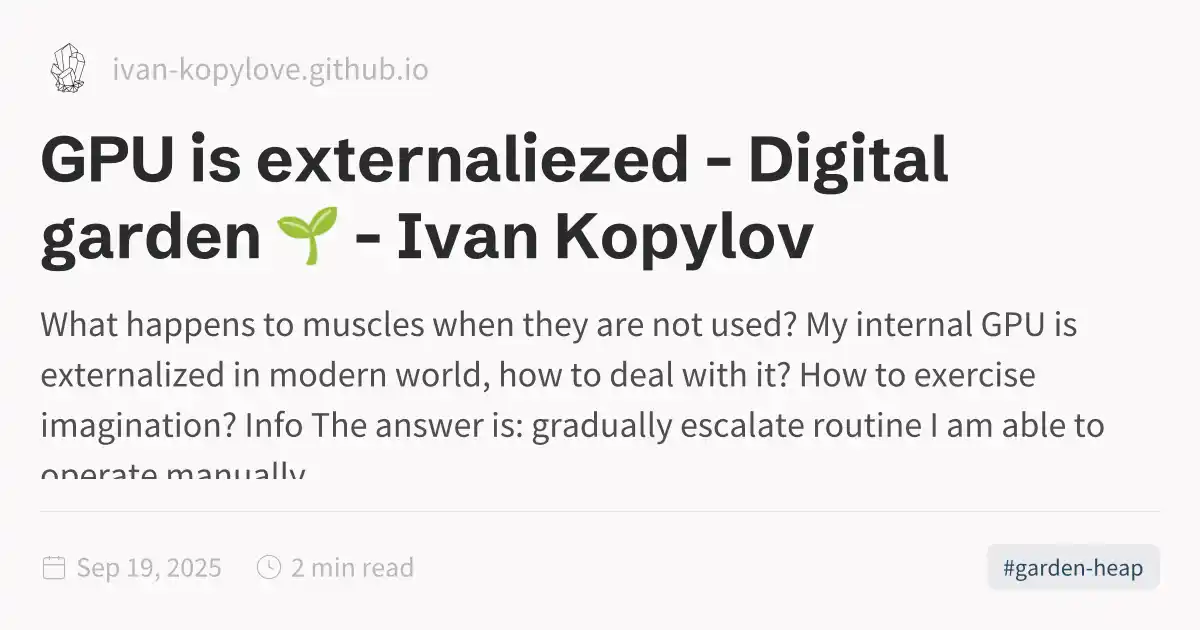 ivan-kopylove.github.io
GPU is externaliezed - Digital
garden 🌱 - Ivan Kopylov
What happens to muscles when they are not used? My internal GPU is
externalized in modern world, how to deal with it? How to exercise
imagination? Info The answer is: gradually escalate routine I am able to
operate manually
Sep 19, 2025
2 min read
#garden-heap